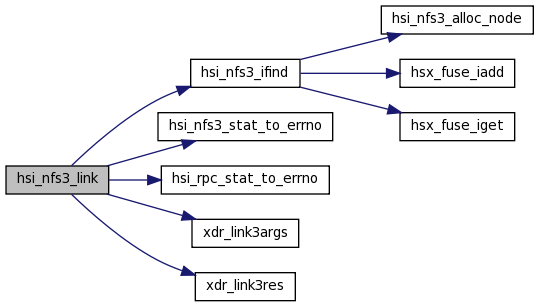 hsi_nfs3_link
hsi_nfs3_ifind
hsi_nfs3_alloc_node
hsx_fuse_iadd
hsx_fuse_iget
hsi_nfs3_stat_to_errno
hsi_rpc_stat_to_errno
xdr_link3args
xdr_link3res